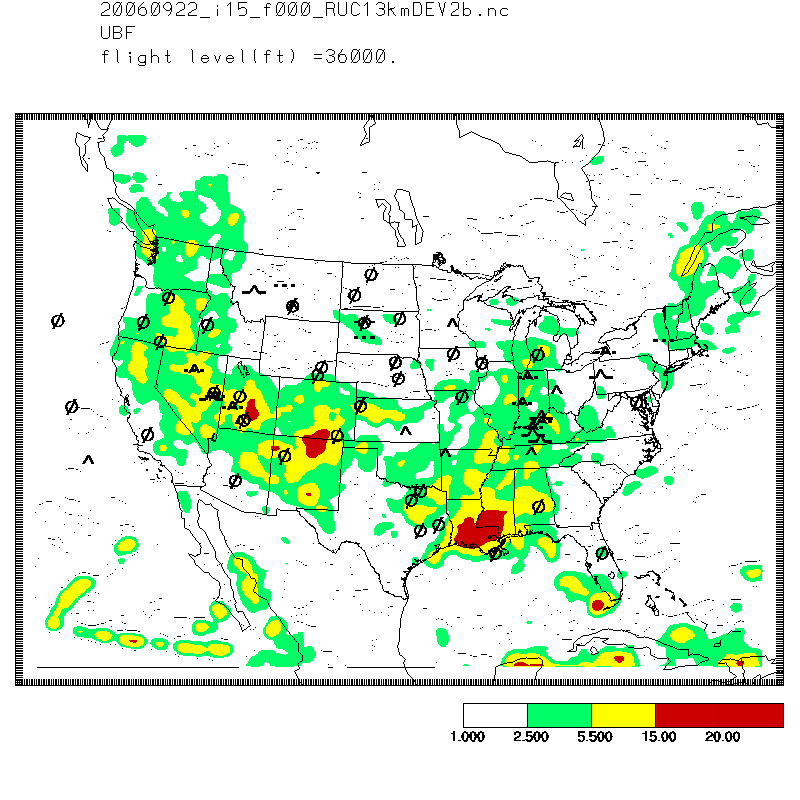 20060922_i15_f000_RUC13kmDEV2b.nc
UBF
flight level(ft) =36000.
1.000 2.500 5.500 15.00 20.00